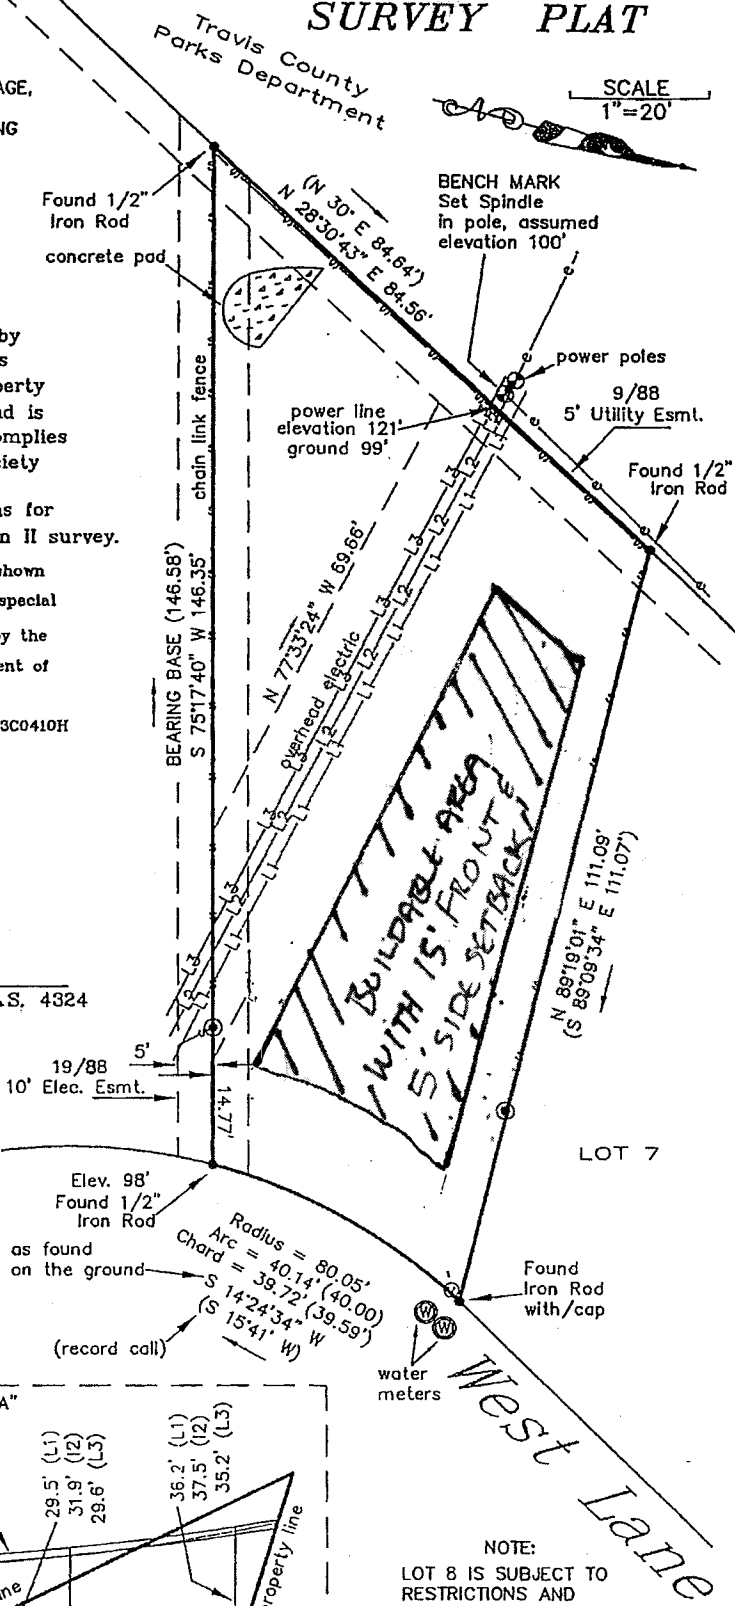 SURVEY PLAT
Travis County
Parks Department
SCALE
1"=20'
AGE,
NG
Found 1/2"
Iron Rod
concrete pad
(N 30° E 84.64')
N 28°30'43" E 84.56'
BENCH MARK
Set Spindle
in pole, assumed
elevation 100'
e
e
power poles
9/88
5' Utility Esmt.
power line
elevation 121'
ground 99'
Found 1/2"
Iron Rod
by
s
perty
nd is
omplies
ciety
ns for
n II survey.
shown
special
by the
ent of
3C0410H
chain link fence
BEARING BASE (146.58')
S 75°17'40" W 146.35'
N 77°33'24" W 69.66'
overhead electric
L3 L2 L1
BUILDABLE AREA
WITH 15' FRONT &
5' SIDE SETBACK
N 89°19'01" E 111.09'
(S 89°09'34" E 111.07')
.S. 4324
5'
19/88
10' Elec. Esmt.
14.77'
LOT 7
Elev. 98'
Found 1/2"
Iron Rod
as found
on the ground
Radius = 80.05'
Arc = 40.14' (40.00)
Chard = 39.72' (39.59')
S 14°24'34" W
(S 15°41' W)
(record call)
Found
Iron Rod
with/cap
W
W
water
meters
West Lane
A"
29.5' (L1)
31.9' (l2)
29.6' (L3)
36.2' (L1)
37.5' (l2)
35.2' (L3)
ine
roperty line
NOTE:
LOT 8 IS SUBJECT TO
RESTRICTIONS AND